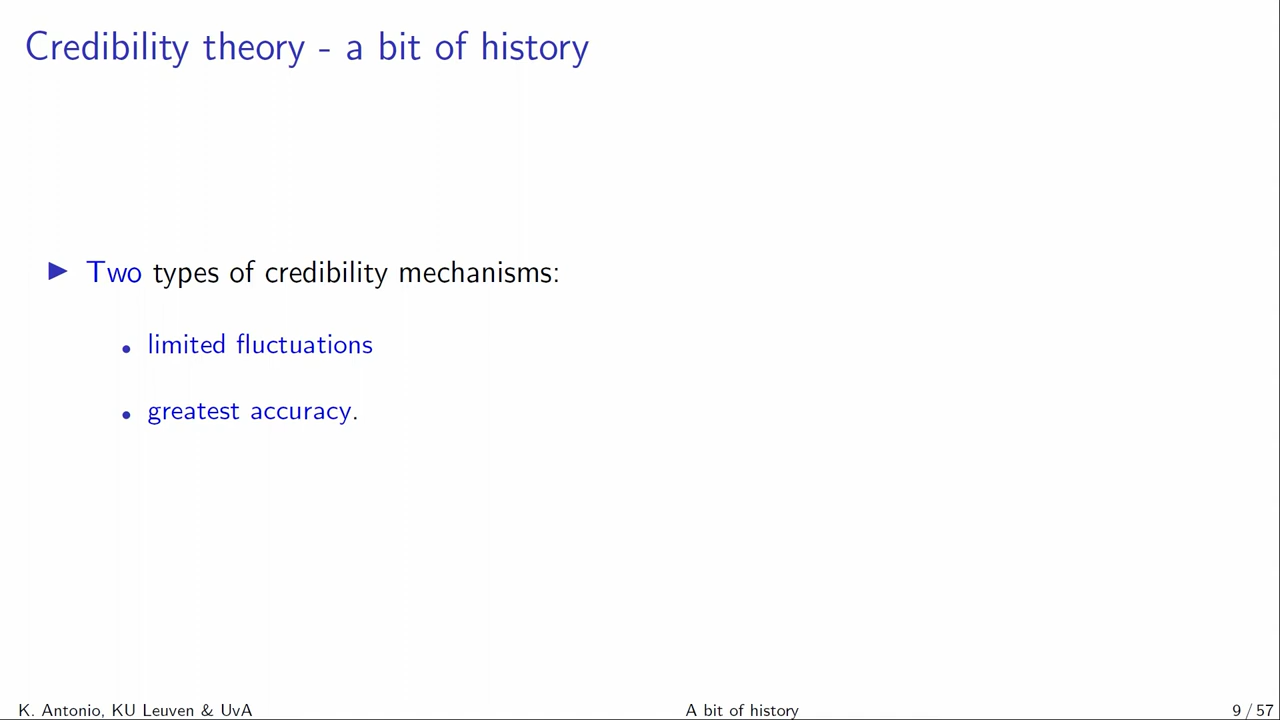 Credibility theory - a bit of history
▶ Two types of credibility mechanisms:
• limited fluctuations
• greatest accuracy.
K. Antonio, KU Leuven & UvA
A bit of history
9 / 57